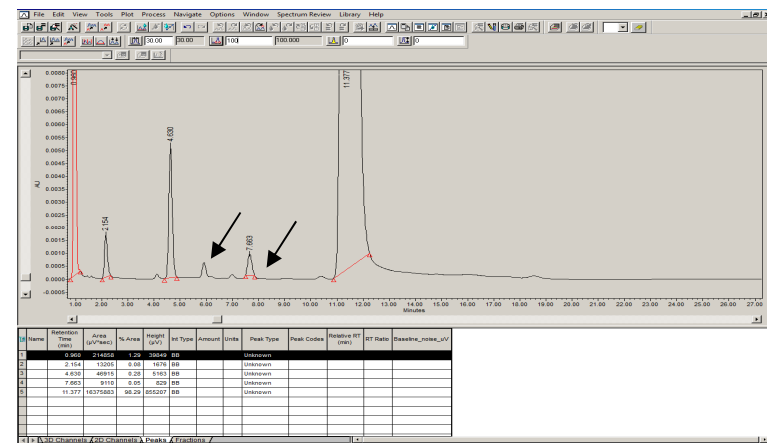 File Edit View Tools Plot Process Navigate Options Window Spectrum Review Library Help
30.00 30.00 100 100.000 0 0
0.0080
0.0070
0.0065
0.0060
0.0055
0.0050
0.0045
0.0040
0.0035
0.0030
0.0025
0.0020
0.0015
0.0010
0.0005
0.0000
-0.0005
AU
0.960
2.154
4.630
7.663
11.377
1.00 2.00 3.00 4.00 5.00 6.00 7.00 8.00 9.00 10.00 11.00 12.00 13.00 14.00 15.00 16.00 17.00 18.00 19.00 20.00 21.00 22.00 23.00 24.00 25.00 26.00 27.00
Minutes
Name Retention Time (min) Area (µV*sec) % Area Height (µV) Int Type Amount Units Peak Type Peak Codes Relative RT (min) RT Ratio Baseline_noise_uV
1 0.960 214858 1.29 39849 BB Unknown
2 2.154 13205 0.08 1676 BB Unknown
3 4.630 46915 0.28 5163 BB Unknown
4 7.663 9110 0.05 829 BB Unknown
5 11.377 16375883 98.29 855207 BB Unknown
3D Channels 2D Channels Peaks Fractions